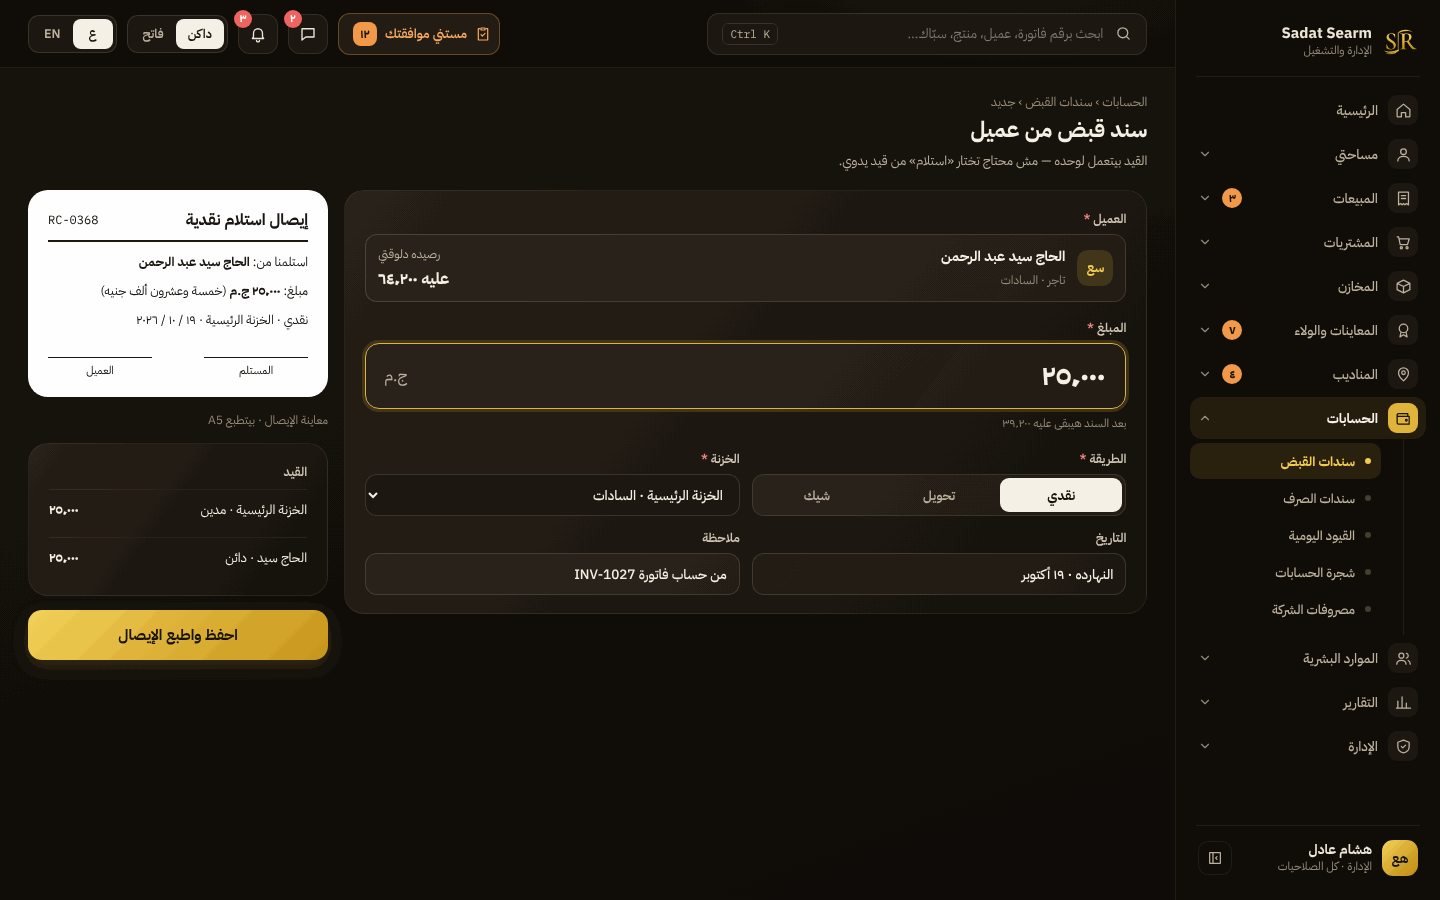 Sadat Searm
الإدارة والتشغيل
الرئيسية
مساحتي
المبيعات ٣
المشتريات
المخازن
المعاينات والولاء ٧
المناديب ٤
الحسابات
سندات القبض
سندات الصرف
القيود اليومية
شجرة الحسابات
مصروفات الشركة
الموارد البشرية
التقارير
الإدارة
هع
هشام عادل
الإدارة · كل الصلاحيات
ابحث برقم فاتورة، عميل، منتج، سبّاك... Ctrl K
مستني موافقتك ١٢
٢
٣
داكن فاتح
ع EN
الحسابات › سندات القبض › جديد
سند قبض من عميل
القيد بيتعمل لوحده — مش محتاج تختار «استلام» من قيد يدوي.
العميل *
سع
الحاج سيد عبد الرحمن
تاجر · السادات
رصيده دلوقتي
عليه ٦٤,٢٠٠
المبلغ *
٢٥,٠٠٠ ج.م
بعد السند هيبقى عليه ٣٩,٢٠٠
الطريقة *
نقدي تحويل شيك
الخزنة *
الخزنة الرئيسية · السادات
التاريخ
النهارده · ١٩ أكتوبر
ملاحظة
من حساب فاتورة INV-1027
إيصال استلام نقدية RC-0368
استلمنا من: الحاج سيد عبد الرحمن
مبلغ: ٢٥,٠٠٠ ج.م (خمسة وعشرون ألف جنيه)
نقدي · الخزنة الرئيسية · ١٩ / ١٠ / ٢٠٢٦
المستلم العميل
معاينة الإيصال · بيتطبع A5
القيد
الخزنة الرئيسية · مدين ٢٥,٠٠٠
الحاج سيد · دائن ٢٥,٠٠٠
احفظ واطبع الإيصال